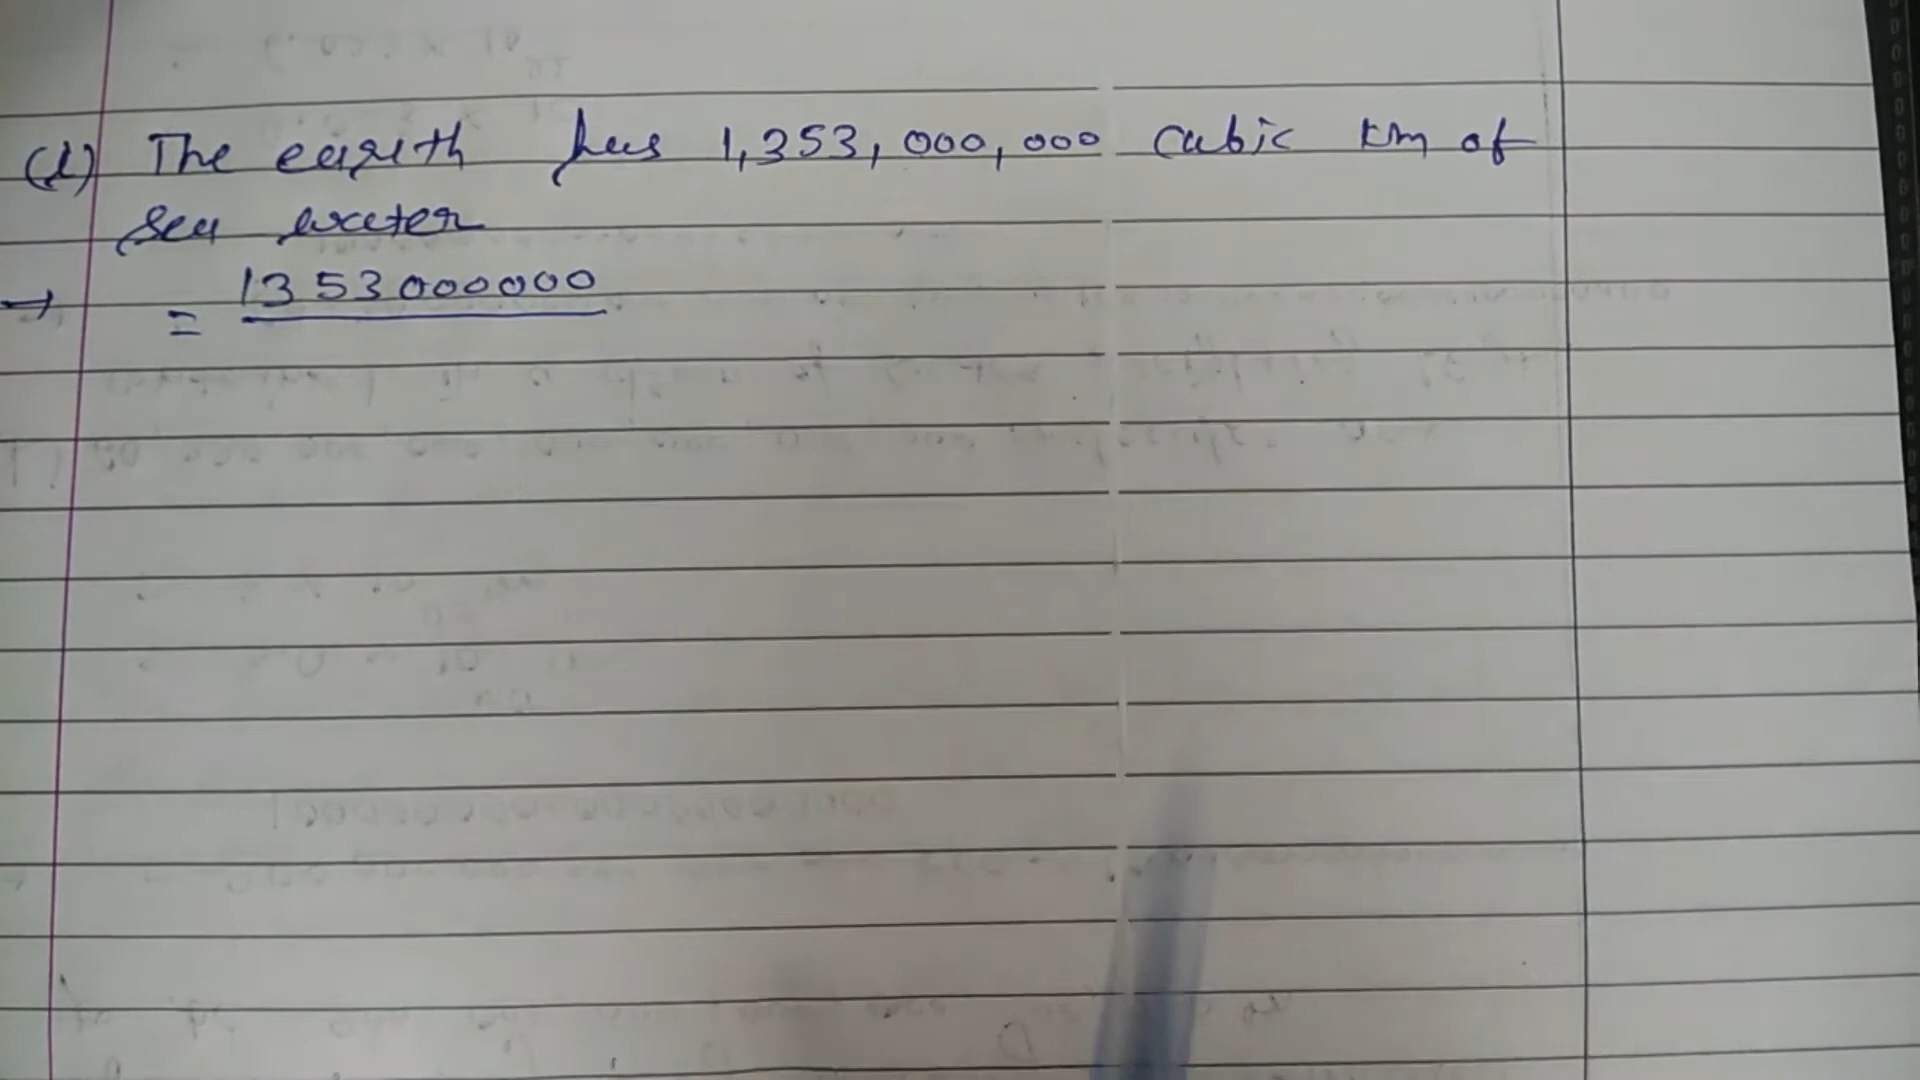 (d) The earth has 1,353,000,000 cubic km of
sea water
→ = 1353000000